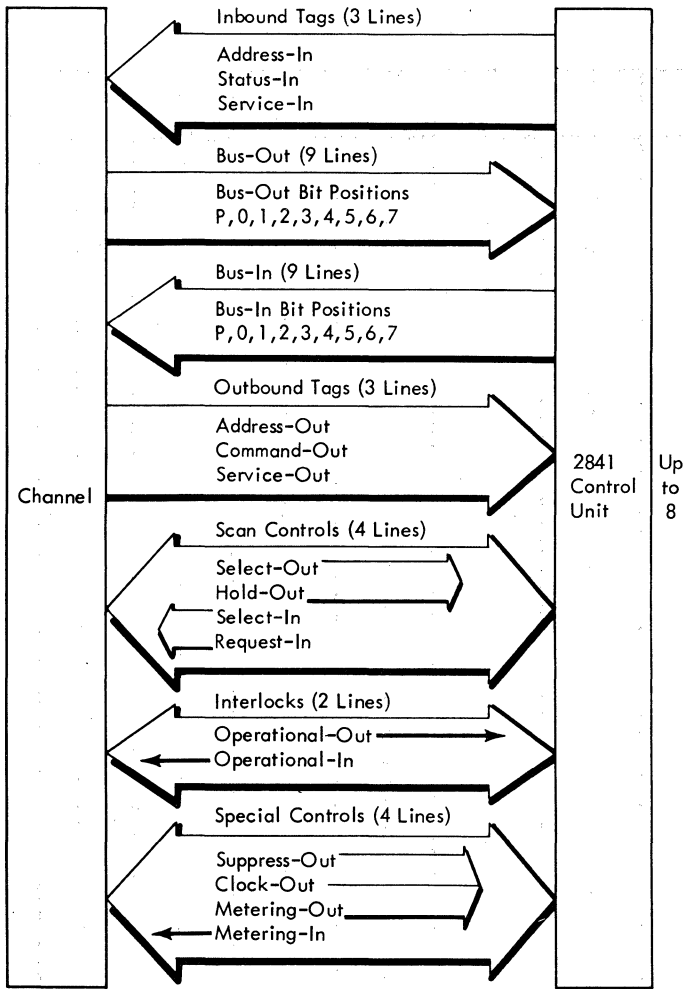 Inbound Tags (3 Lines)
Address-In
Status-In
Service-In
Bus-Out (9 Lines)
Bus-Out Bit Positions
P,0,1,2,3,4,5,6,7
Bus-In (9 Lines)
Bus-In Bit Positions
P,0,1,2,3,4,5,6,7
Outbound Tags (3 Lines)
Address-Out
Command-Out
Service-Out
Channel
2841
Control
Unit
Up
to
8
Scan Controls (4 Lines)
Select-Out
Hold-Out
Select-In
Request-In
Interlocks (2 Lines)
Operational-Out
Operational-In
Special Controls (4 Lines)
Suppress-Out
Clock-Out
Metering-Out
Metering-In